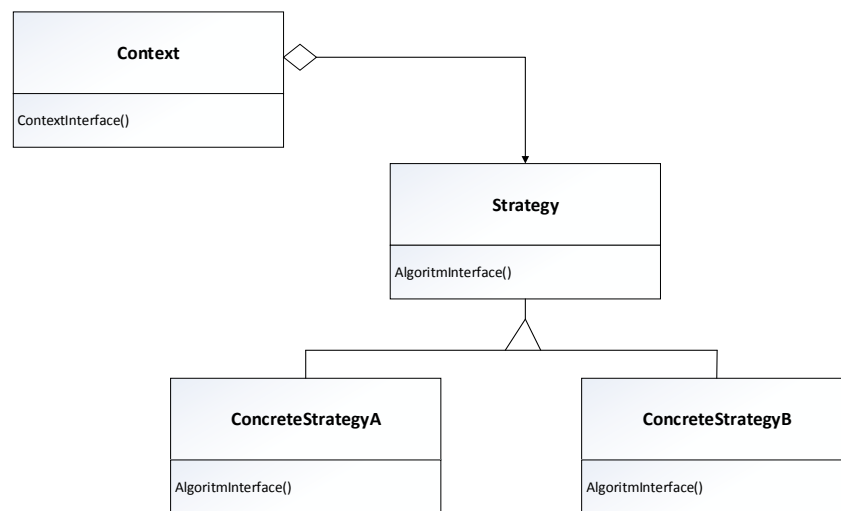 Context
ContextInterface()
Strategy
AlgoritmInterface()
ConcreteStrategyA
ConcreteStrategyB
AlgoritmInterface()
AlgoritmInterface()